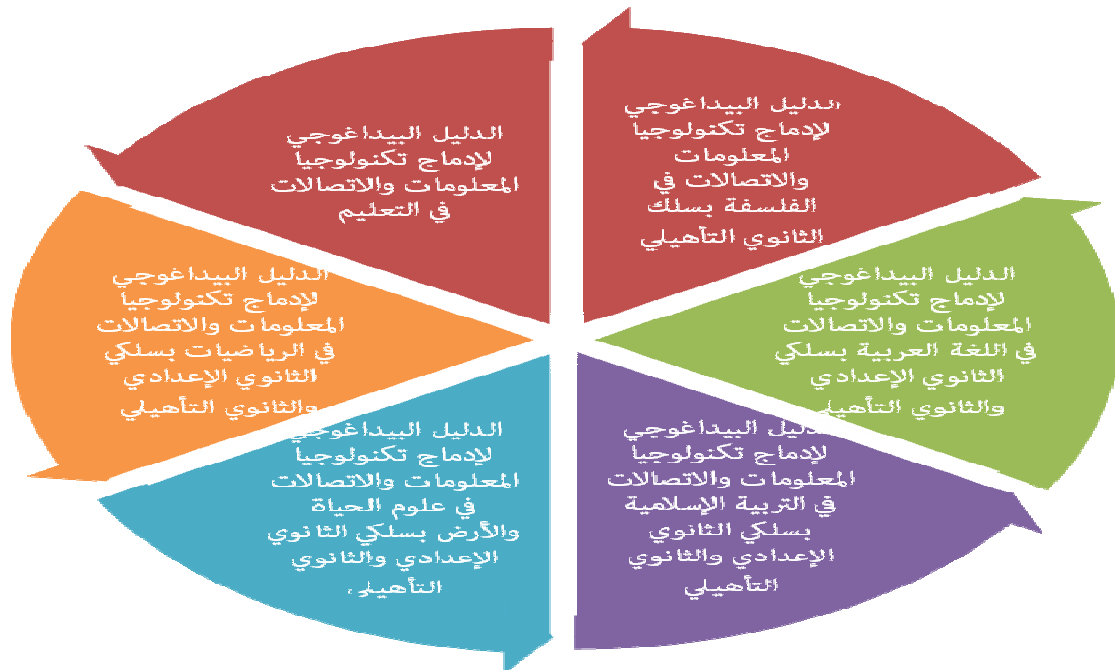 الدليل البيداغوجي
لإدماج تكنولوجيا
المعلومات
والاتصالات في
الفلسفة بسلك
الثانوي التأهيلي
الدليل البيداغوجي
لإدماج تكنولوجيا
المعلومات والاتصالات
في اللغة العربية بسلكي
الثانوي الإعدادي
والثانوي التأهيلي
الدليل البيداغوجي
لإدماج تكنولوجيا
المعلومات والاتصالات
في التربية الإسلامية
بسلكي الثانوي
الإعدادي والثانوي
التأهيلي
الدليل البيداغوجي
لإدماج تكنولوجيا
المعلومات والاتصالات
في علوم الحياة
والأرض بسلكي الثانوي
الإعدادي والثانوي
التأهيلي
الدليل البيداغوجي
لإدماج تكنولوجيا
المعلومات والاتصالات
في الرياضيات بسلكي
الثانوي الإعدادي
والثانوي التأهيلي
الدليل البيداغوجي
لإدماج تكنولوجيا
المعلومات والاتصالات
في التعليم